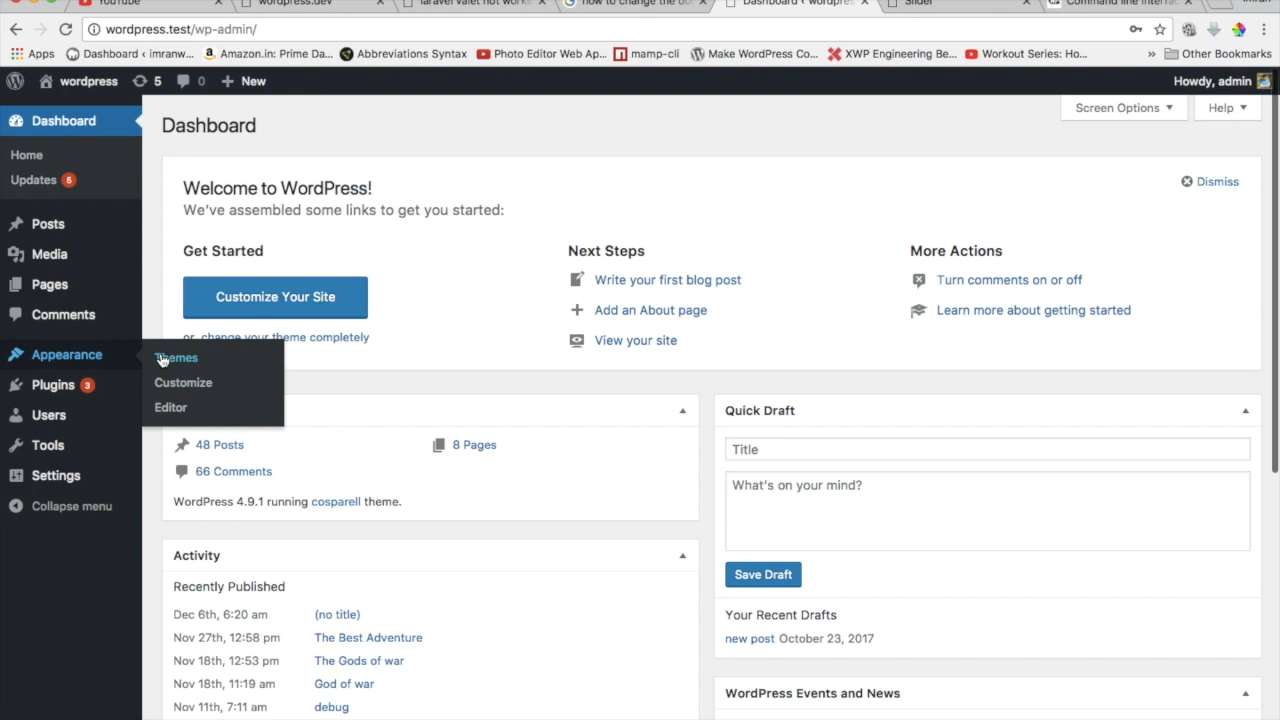 YouTube wordpress.dev laravel valet not worki how to change the do Dashboard ‹ wordpres Slider Command line interfac
wordpress.test/wp-admin/
Apps Dashboard ‹ imranw... Amazon.in: Prime Da... Abbreviations Syntax Photo Editor Web Ap... mamp-cli Make WordPress Co... XWP Engineering Be... Workout Series: Ho... » Other Bookmarks
wordpress 5 0 + New Howdy, admin
Dashboard
Home
Updates 5
Posts
Media
Pages
Comments
Appearance
Plugins 3
Users
Tools
Settings
Collapse menu
Themes
Customize
Editor
Screen Options ▼ Help ▼
Dashboard
Welcome to WordPress!
We've assembled some links to get you started:
Dismiss
Get Started
Customize Your Site
or, change your theme completely
Next Steps
Write your first blog post
Add an About page
View your site
More Actions
Turn comments on or off
Learn more about getting started
48 Posts 8 Pages
66 Comments
WordPress 4.9.1 running cosparell theme.
Activity
Recently Published
Dec 6th, 6:20 am (no title)
Nov 27th, 12:58 pm The Best Adventure
Nov 18th, 12:53 pm The Gods of war
Nov 18th, 11:19 am God of war
Nov 11th, 7:11 am debug
Quick Draft
Title
What's on your mind?
Save Draft
Your Recent Drafts
new post October 23, 2017
WordPress Events and News